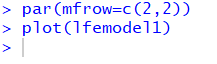 > par(mfrow=c(2,2))
> plot(lfemodel1)
>